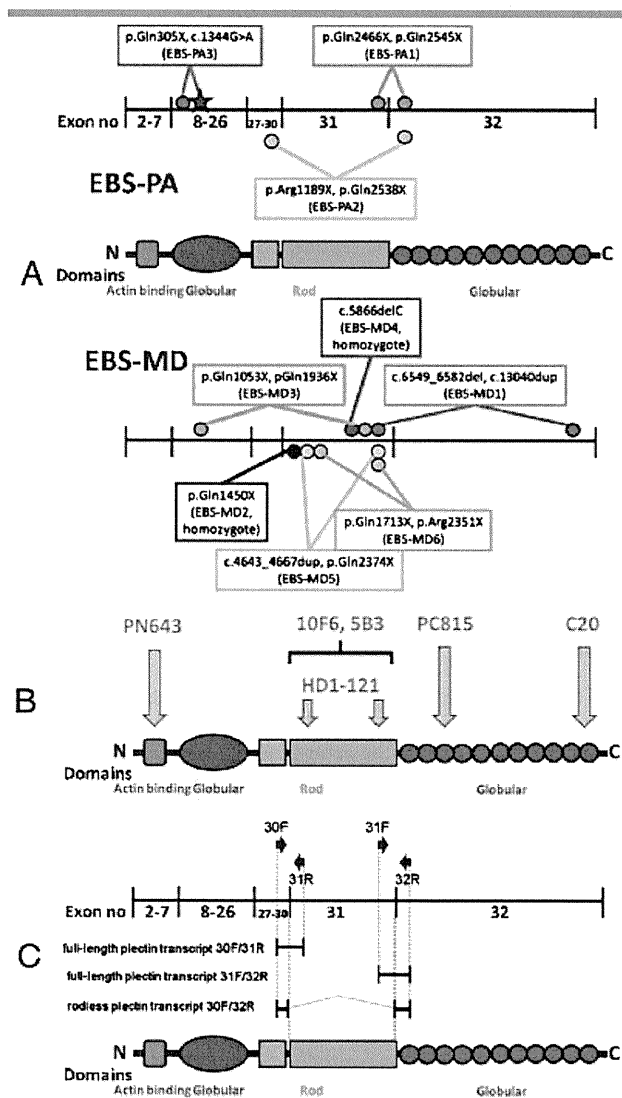 p.Gln305X, c.1344G>A
(EBS-PA3)
p.Gln2466X, p.Gln2545X
(EBS-PA1)
Exon no 2-7 8-26 27-30 31 32
EBS-PA
p.Arg1189X, p.Gln2538X
(EBS-PA2)
A
N C
Domains
Actin binding Globular Rod Globular
c.5866delC
(EBS-MD4,
homozygote)
EBS-MD
p.Gln1053X, pGln1936X
(EBS-MD3)
c.6549_6582del, c.13040dup
(EBS-MD1)
p.Gln1450X
(EBS-MD2,
homozygote)
p.Gln1713X, p.Arg2351X
(EBS-MD6)
c.4643_4667dup, p.Gln2374X
(EBS-MD5)
B
PN643 10F6, 5B3 PC815 C20
HD1-121
N C
Domains
Actin binding Globular Rod Globular
C
30F 31F
31R 32R
Exon no 2-7 8-26 27-30 31 32
full-length plectin transcript 30F/31R
full-length plectin transcript 31F/32R
rodless plectin transcript 30F/32R
N C
Domains
Actin binding Globular Rod Globular